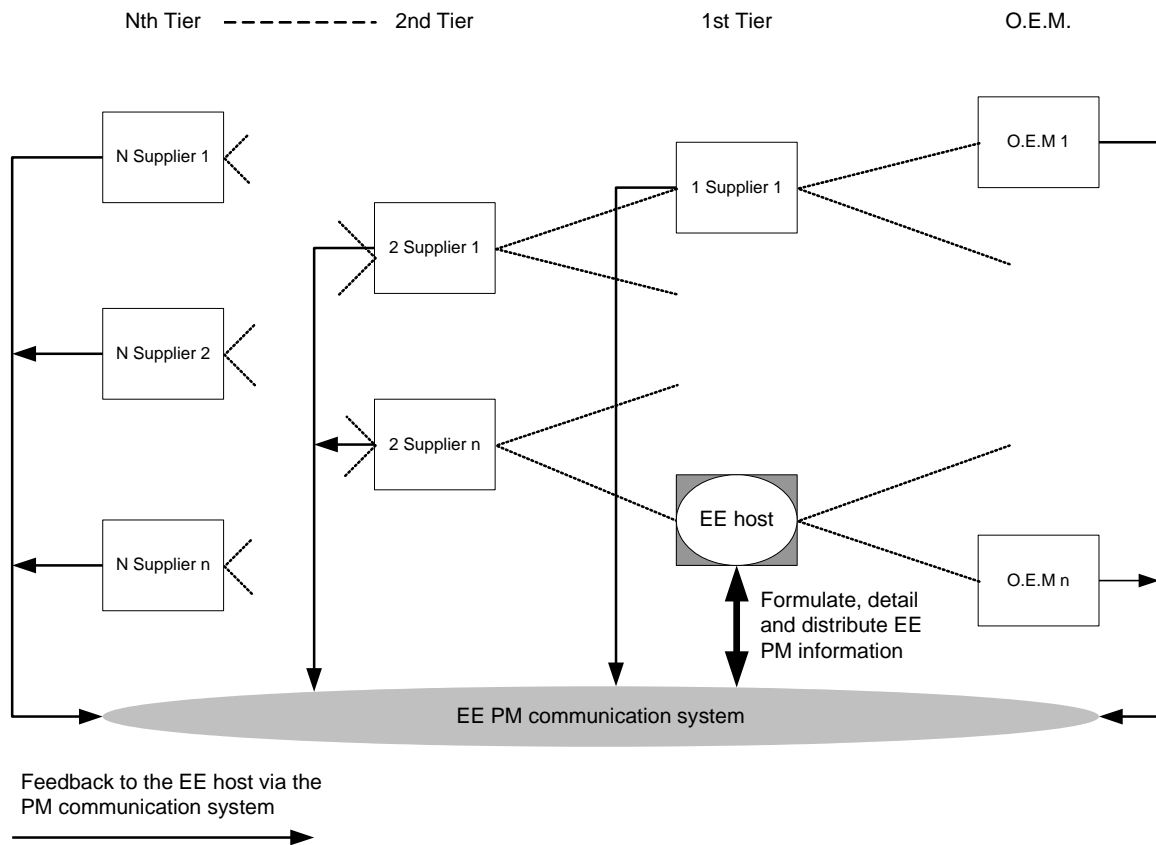 Nth Tier
2nd Tier
1st Tier
O.E.M.
N Supplier 1
O.E.M 1
1 Supplier 1
2 Supplier 1
N Supplier 2
2 Supplier n
EE host
N Supplier n
O.E.M n
Formulate, detail
and distribute EE
PM information
EE PM communication system
Feedback to the EE host via the
PM communication system